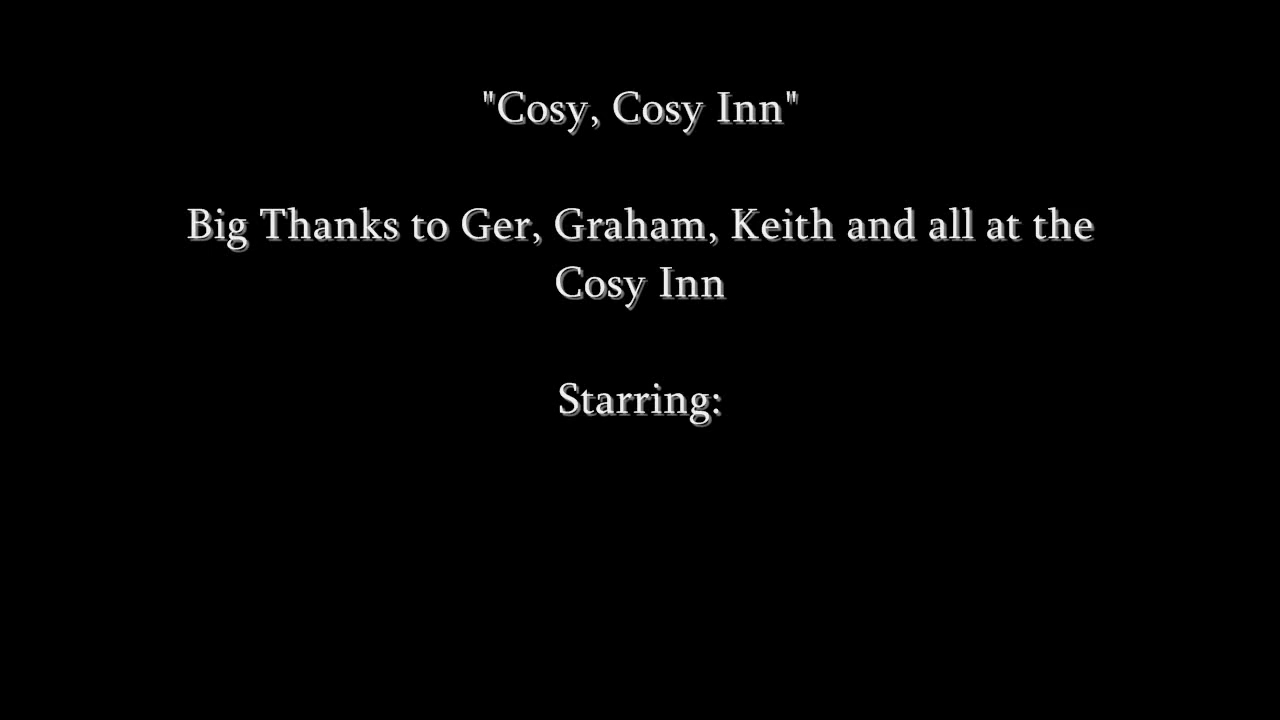 "Cosy, Cosy Inn"
Big Thanks to Ger, Graham, Keith and all at the
Cosy Inn
Starring: